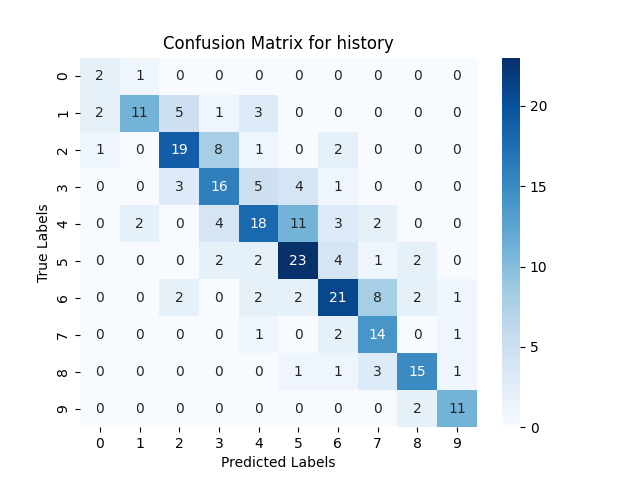 Confusion Matrix for history
0 2 1 0 0 0 0 0 0 0 0
1 2 11 5 1 3 0 0 0 0 0
2 1 0 19 8 1 0 2 0 0 0
3 0 0 3 16 5 4 1 0 0 0
4 0 2 0 4 18 11 3 2 0 0
5 0 0 0 2 2 23 4 1 2 0
6 0 0 2 0 2 2 21 8 2 1
7 0 0 0 0 1 0 2 14 0 1
8 0 0 0 0 0 1 1 3 15 1
9 0 0 0 0 0 0 0 0 2 11
0 1 2 3 4 5 6 7 8 9
Predicted Labels
True Labels
20
15
10
5
0